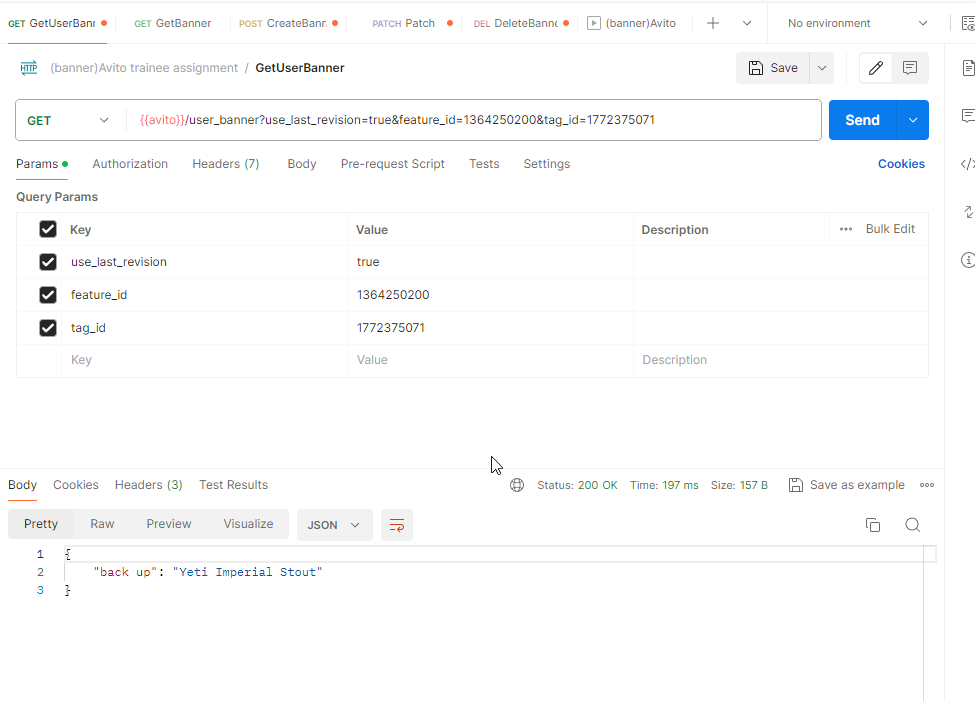 GET GetUserBann GET GetBanner POST CreateBanr PATCH Patch DEL DeleteBanne (banner)Avito No environment
HTTP (banner)Avito trainee assignment / GetUserBanner Save
GET {{avito}}/user_banner?use_last_revision=true&feature_id=1364250200&tag_id=1772375071 Send
Params Authorization Headers (7) Body Pre-request Script Tests Settings Cookies
Query Params
Key Value Description Bulk Edit
use_last_revision true
feature_id 1364250200
tag_id 1772375071
Key Value Description
Body Cookies Headers (3) Test Results Status: 200 OK Time: 197 ms Size: 157 B Save as example
Pretty Raw Preview Visualize JSON
1 {
2 "back up": "Yeti Imperial Stout"
3 }